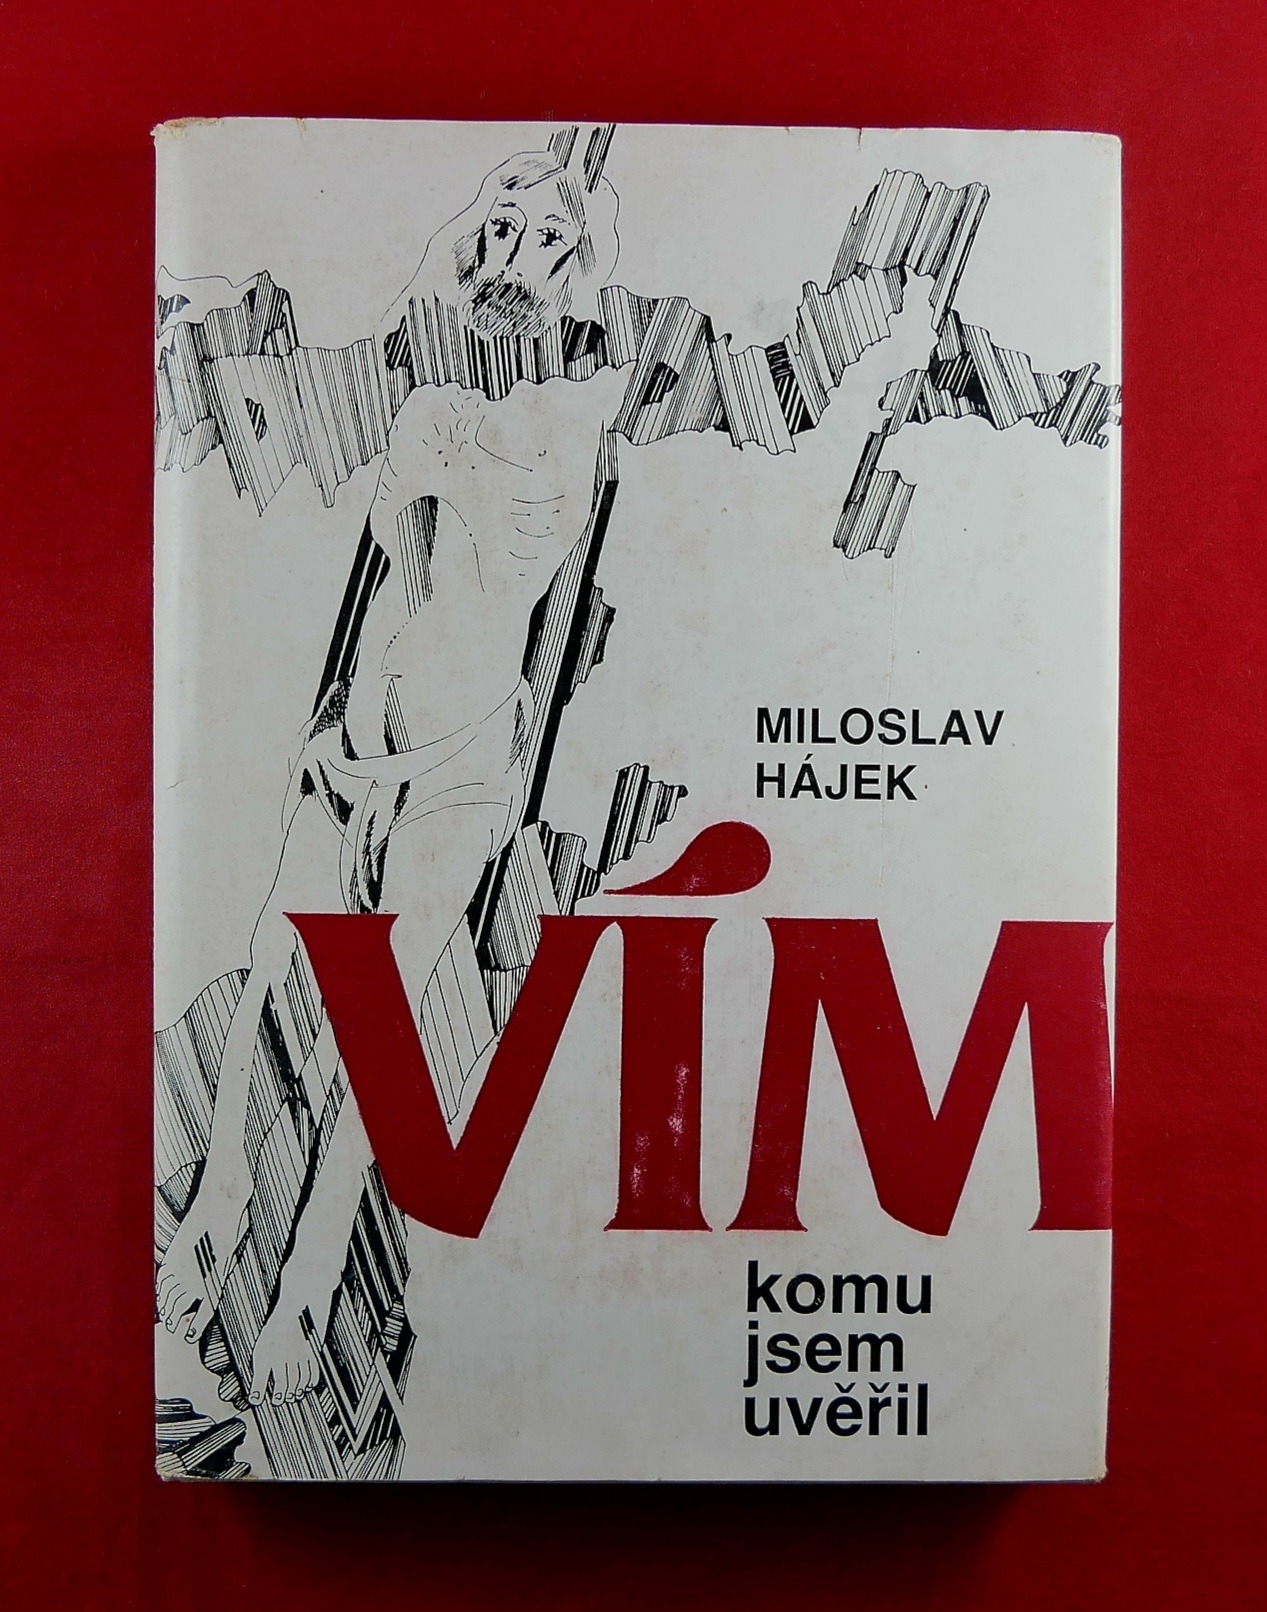 MILOSLAV
HÁJEK
VÍM
komu
jsem
uvěřil